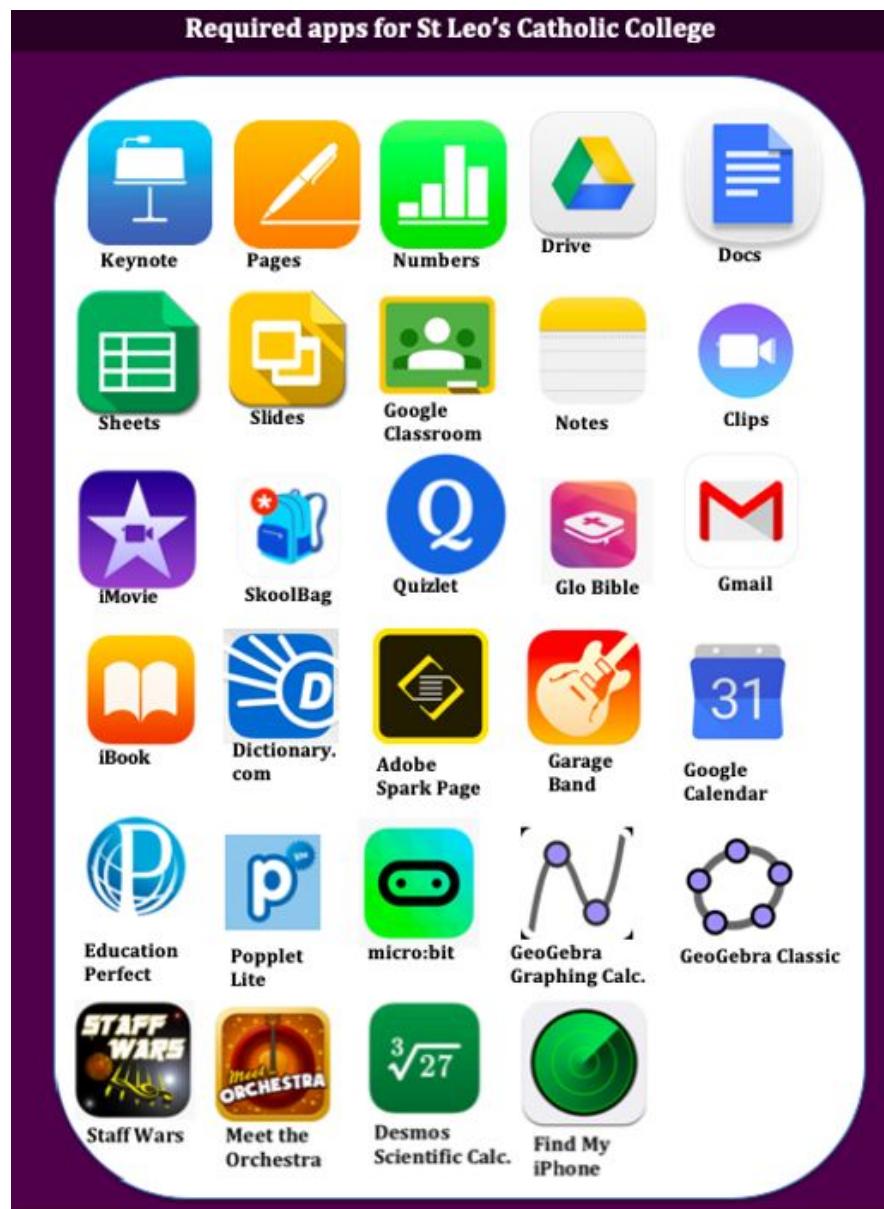 Required apps for St Leo's Catholic College
Keynote
Pages
Numbers
Drive
Docs
Sheets
Slides
Google
Classroom
Notes
Clips
iMovie
SkoolBag
Q
Quizlet
Glo Bible
M
Gmail
iBook
D
Dictionary.
com
Adobe
Spark Page
Garage
Band
31
Google
Calendar
P
Education
Perfect
p
lite
Popplet
Lite
micro:bit
GeoGebra
Graphing Calc.
GeoGebra Classic
STAFF
WARS
Staff Wars
Meet the
ORCHESTRA
Meet the
Orchestra
∛27
Desmos
Scientific Calc.
Find My
iPhone